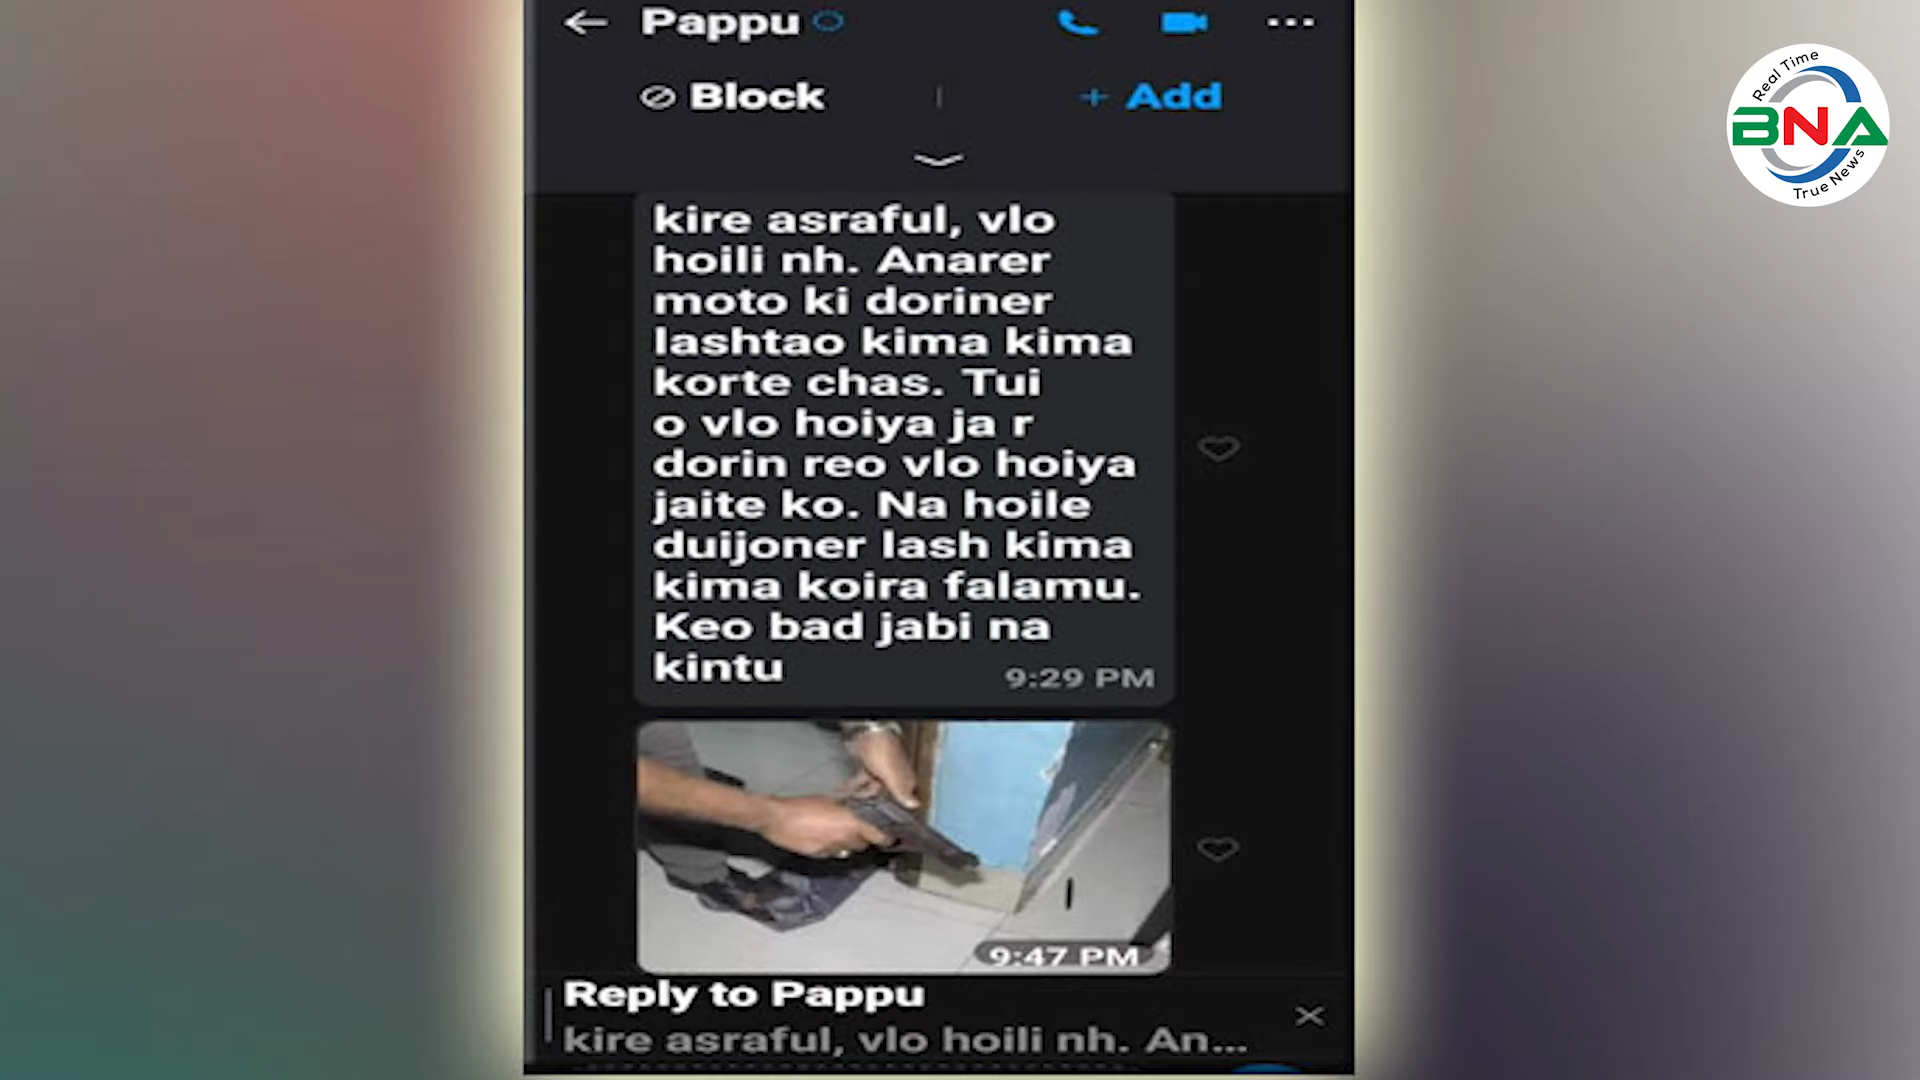 Pappu
Block
+ Add
kire asraful, vlo
hoili nh. Anarer
moto ki doriner
lashtao kima kima
korte chas. Tui
o vlo hoiya ja r
dorin reo vlo hoiya
jaite ko. Na hoile
duijoner lash kima
kima koira falamu.
Keo bad jabi na
kintu
9:29 PM
9:47 PM
Reply to Pappu
kire asraful, vlo hoili nh. An...
Real Time
BNA
True News